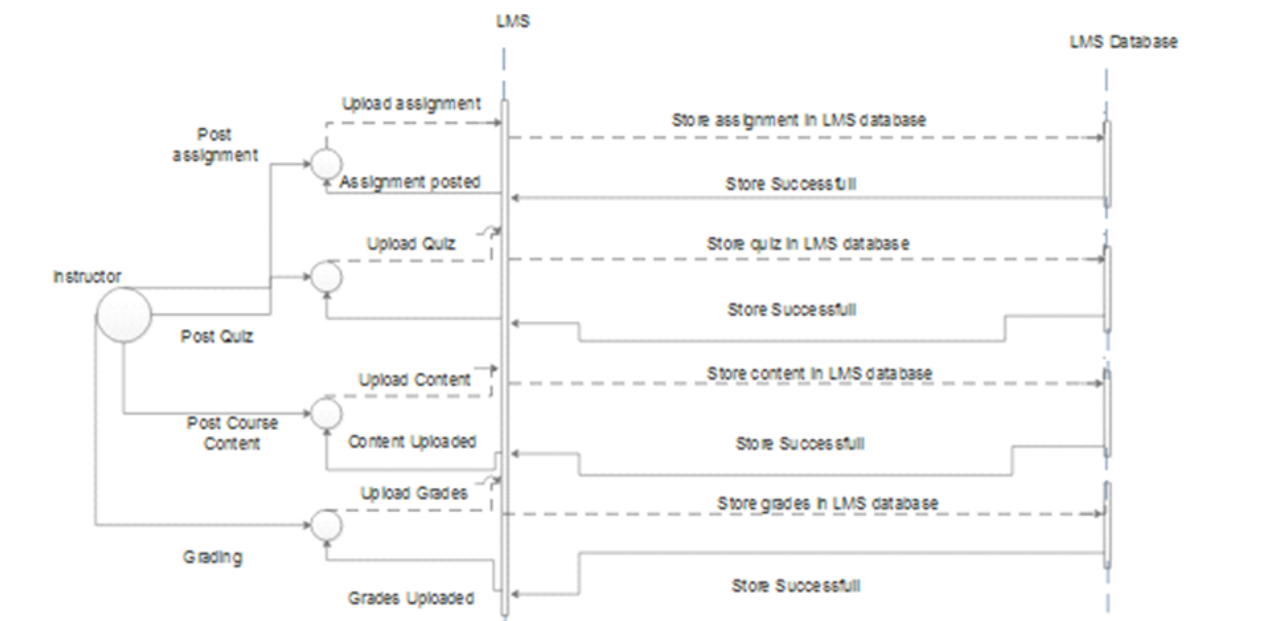 LMS
LMS Database
Upload assignment
Store assignment in LMS database
Post
assignment
Assignment posted
Store Successfull
Upload Quiz
Store quiz in LMS database
Instructor
Store Successfull
Post Quiz
Upload Content
Store content in LMS database
Post Course
Content
Content Uploaded
Store Successfull
Upload Grades
Store grades in LMS database
Grading
Store Successfull
Grades Uploaded